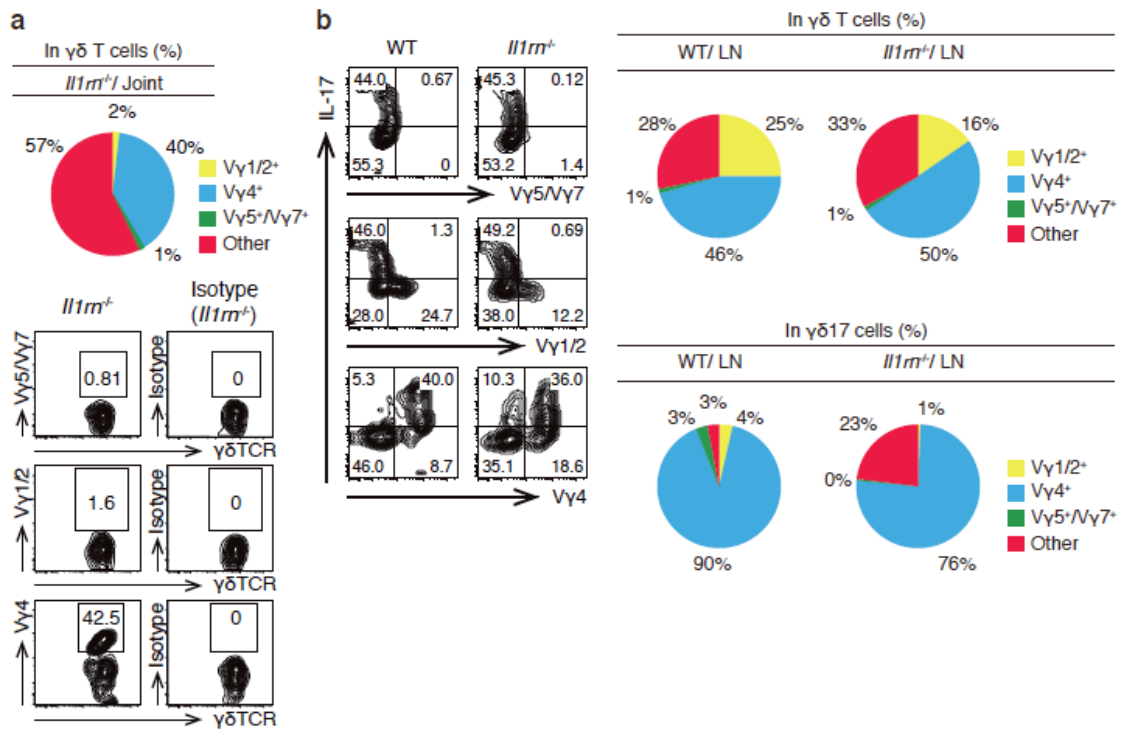 a
In γδ T cells (%)
Il1rn-/-/ Joint
2%
57%
40%
1%
Vγ1/2+
Vγ4+
Vγ5+/Vγ7+
Other
Il1rn-/-
Isotype
(Il1rn-/-)
Vγ5/Vγ7
0.81
Isotype
0
γδTCR
γδTCR
Vγ1/2
1.6
Isotype
0
γδTCR
γδTCR
Vγ4
42.5
Isotype
0
γδTCR
γδTCR
b
WT
Il1rn-/-
IL-17
44.0 0.67
55.3 0
45.3 0.12
53.2 1.4
Vγ5/Vγ7
46.0 1.3
28.0 24.7
49.2 0.69
38.0 12.2
Vγ1/2
5.3 40.0
46.0 8.7
10.3 36.0
35.1 18.6
Vγ4
In γδ T cells (%)
WT/ LN
Il1rn-/-/ LN
28%
25%
1%
46%
33%
16%
1%
50%
Vγ1/2+
Vγ4+
Vγ5+/Vγ7+
Other
In γδ17 cells (%)
WT/ LN
Il1rn-/-/ LN
3%
3%
4%
90%
23%
1%
0%
76%
Vγ1/2+
Vγ4+
Vγ5+/Vγ7+
Other